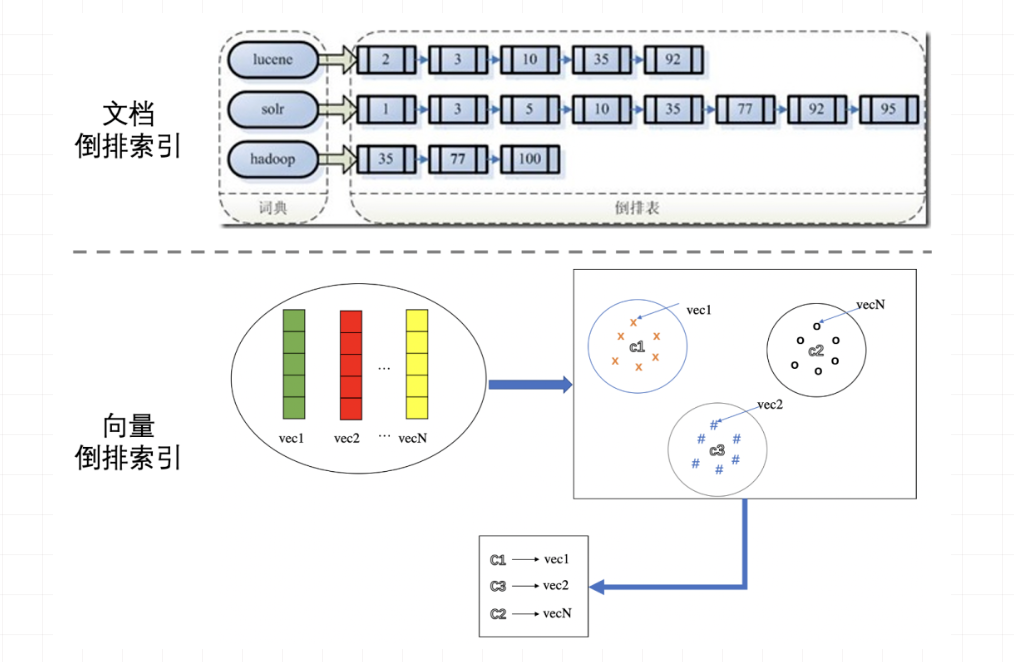 文档
倒排索引
lucene 2 3 10 35 92
solr 1 3 5 10 35 77 92 95
hadoop 35 77 100
词典 倒排表
向量
倒排索引
...
vec1 vec2 ... vecN
x
x x
c1
x x
x
vec1
o
o o
c2
o o
o
vecN
#
# #
c3
# #
#
vec2
C1 vec1
C3 vec2
C2 vecN